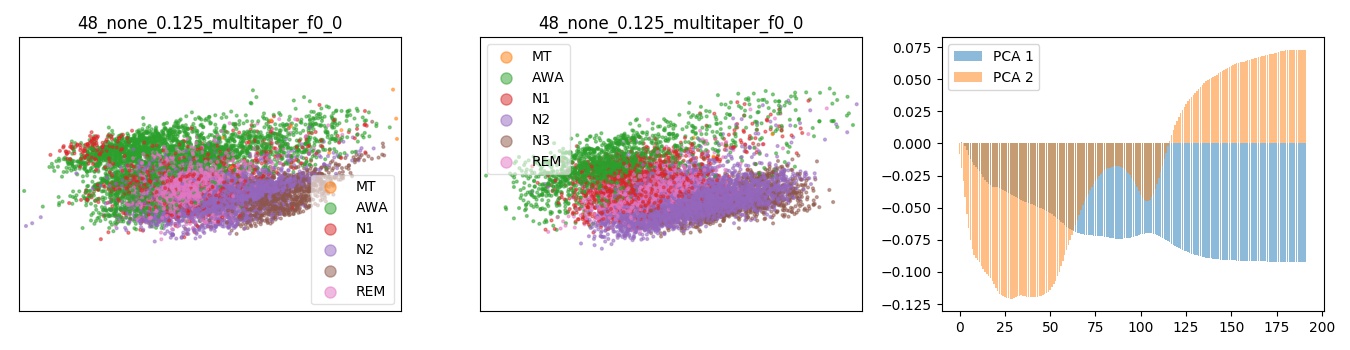 48_none_0.125_multitaper_f0_0
MT
AWA
N1
N2
N3
REM
48_none_0.125_multitaper_f0_0
MT
AWA
N1
N2
N3
REM
PCA 1
PCA 2
0.075
0.050
0.025
0.000
−0.025
−0.050
−0.075
−0.100
−0.125
0 25 50 75 100 125 150 175 200